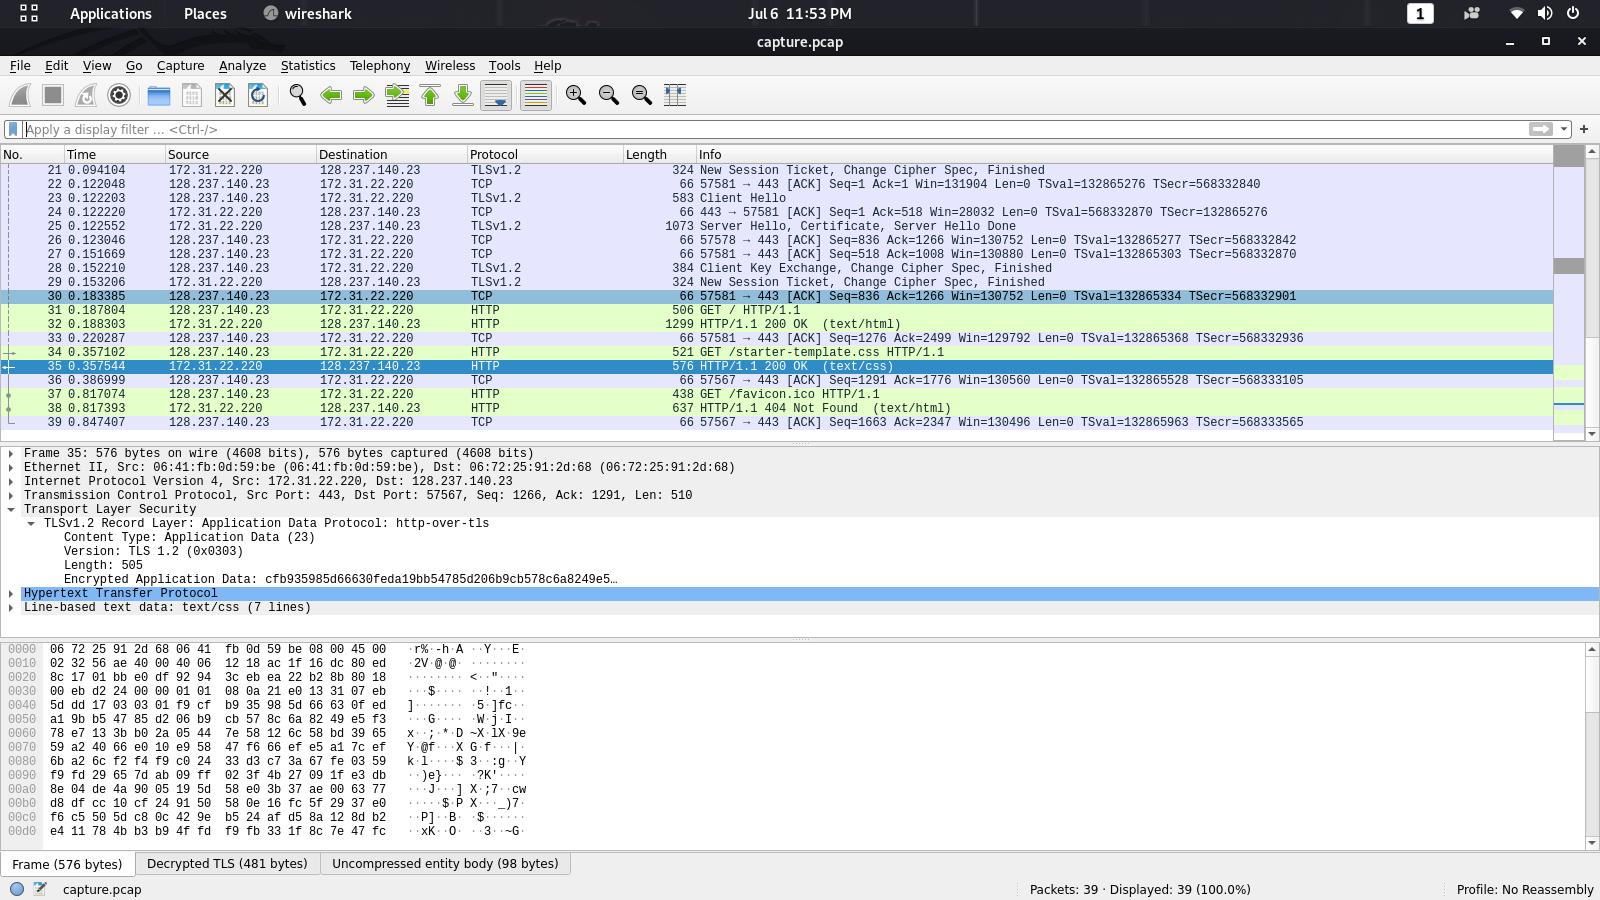 Applications Places wireshark Jul 6 11:53 PM 1
capture.pcap
File Edit View Go Capture Analyze Statistics Telephony Wireless Tools Help
Apply a display filter ... <Ctrl-/>
No. Time Source Destination Protocol Length Info
21 0.094104 172.31.22.220 128.237.140.23 TLSv1.2 324 New Session Ticket, Change Cipher Spec, Finished
22 0.122048 128.237.140.23 172.31.22.220 TCP 66 57581 → 443 [ACK] Seq=1 Ack=1 Win=131904 Len=0 TSval=132865276 TSecr=568332840
23 0.122203 128.237.140.23 172.31.22.220 TLSv1.2 583 Client Hello
24 0.122220 172.31.22.220 128.237.140.23 TCP 66 443 → 57581 [ACK] Seq=1 Ack=518 Win=28032 Len=0 TSval=568332870 TSecr=132865276
25 0.122552 172.31.22.220 128.237.140.23 TLSv1.2 1073 Server Hello, Certificate, Server Hello Done
26 0.123046 128.237.140.23 172.31.22.220 TCP 66 57578 → 443 [ACK] Seq=836 Ack=1266 Win=130752 Len=0 TSval=132865277 TSecr=568332842
27 0.151669 128.237.140.23 172.31.22.220 TCP 66 57581 → 443 [ACK] Seq=518 Ack=1008 Win=130880 Len=0 TSval=132865303 TSecr=568332870
28 0.152210 128.237.140.23 172.31.22.220 TLSv1.2 384 Client Key Exchange, Change Cipher Spec, Finished
29 0.153206 172.31.22.220 128.237.140.23 TLSv1.2 324 New Session Ticket, Change Cipher Spec, Finished
30 0.183385 128.237.140.23 172.31.22.220 TCP 66 57581 → 443 [ACK] Seq=836 Ack=1266 Win=130752 Len=0 TSval=132865334 TSecr=568332901
31 0.187804 128.237.140.23 172.31.22.220 HTTP 506 GET / HTTP/1.1
32 0.188303 172.31.22.220 128.237.140.23 HTTP 1299 HTTP/1.1 200 OK (text/html)
33 0.220287 128.237.140.23 172.31.22.220 TCP 66 57581 → 443 [ACK] Seq=1276 Ack=2499 Win=129792 Len=0 TSval=132865368 TSecr=568332936
34 0.357102 128.237.140.23 172.31.22.220 HTTP 521 GET /starter-template.css HTTP/1.1
35 0.357544 172.31.22.220 128.237.140.23 HTTP 576 HTTP/1.1 200 OK (text/css)
36 0.386999 128.237.140.23 172.31.22.220 TCP 66 57567 → 443 [ACK] Seq=1291 Ack=1776 Win=130560 Len=0 TSval=132865528 TSecr=568333105
37 0.817074 128.237.140.23 172.31.22.220 HTTP 438 GET /favicon.ico HTTP/1.1
38 0.817393 172.31.22.220 128.237.140.23 HTTP 637 HTTP/1.1 404 Not Found (text/html)
39 0.847407 128.237.140.23 172.31.22.220 TCP 66 57567 → 443 [ACK] Seq=1663 Ack=2347 Win=130496 Len=0 TSval=132865963 TSecr=568333565
Frame 35: 576 bytes on wire (4608 bits), 576 bytes captured (4608 bits)
Ethernet II, Src: 06:41:fb:0d:59:be (06:41:fb:0d:59:be), Dst: 06:72:25:91:2d:68 (06:72:25:91:2d:68)
Internet Protocol Version 4, Src: 172.31.22.220, Dst: 128.237.140.23
Transmission Control Protocol, Src Port: 443, Dst Port: 57567, Seq: 1266, Ack: 1291, Len: 510
Transport Layer Security
TLSv1.2 Record Layer: Application Data Protocol: http-over-tls
Content Type: Application Data (23)
Version: TLS 1.2 (0x0303)
Length: 505
Encrypted Application Data: cfb935985d66630feda19bb54785d206b9cb578c6a8249e5…
Hypertext Transfer Protocol
Line-based text data: text/css (7 lines)
0000 06 72 25 91 2d 68 06 41 fb 0d 59 be 08 00 45 00 ·r%·-h·A ··Y···E·
0010 02 32 56 ae 40 00 40 06 12 18 ac 1f 16 dc 80 ed ·2V·@·@· ········
0020 8c 17 01 bb e0 df 92 94 3c eb ea 22 b2 8b 80 18 ········ <··"····
0030 00 eb d2 24 00 00 01 01 08 0a 21 e0 13 31 07 eb ···$···· ··!··1··
0040 5d dd 17 03 03 01 f9 cf b9 35 98 5d 66 63 0f ed ]······· ·5·]fc··
0050 a1 9b b5 47 85 d2 06 b9 cb 57 8c 6a 82 49 e5 f3 ···G···· ·W·j·I··
0060 78 e7 13 3b b0 2a 05 44 7e 58 12 6c 58 bd 39 65 x··;·*·D ~X·lX·9e
0070 59 a2 40 66 e0 10 e9 58 47 f6 66 ef e5 a1 7c ef Y·@f···X G·f···|·
0080 6b a2 6c f2 f4 f9 c0 24 33 d3 c7 3a 67 fe 03 59 k·l····$ 3··:g··Y
0090 f9 fd 29 65 7d ab 09 ff 02 3f 4b 27 09 1f e3 db ··)e}··· ·?K'····
00a0 8e 04 de 4a 90 05 19 5d 58 e0 3b 37 ae 00 63 77 ···J···] X·;7··cw
00b0 d8 df cc 10 cf 24 91 50 58 0e 16 fc 5f 29 37 e0 ·····$·P X···_)7·
00c0 f6 c5 50 5d c8 0c 42 9e b5 24 af d5 8a 12 8d b2 ··P]··B· ·$······
00d0 e4 11 78 4b b3 b9 4f fd f9 fb 33 1f 8c 7e 47 fc ··xK··O· ··3··~G·
Frame (576 bytes) Decrypted TLS (481 bytes) Uncompressed entity body (98 bytes)
capture.pcap Packets: 39 · Displayed: 39 (100.0%) Profile: No Reassembly